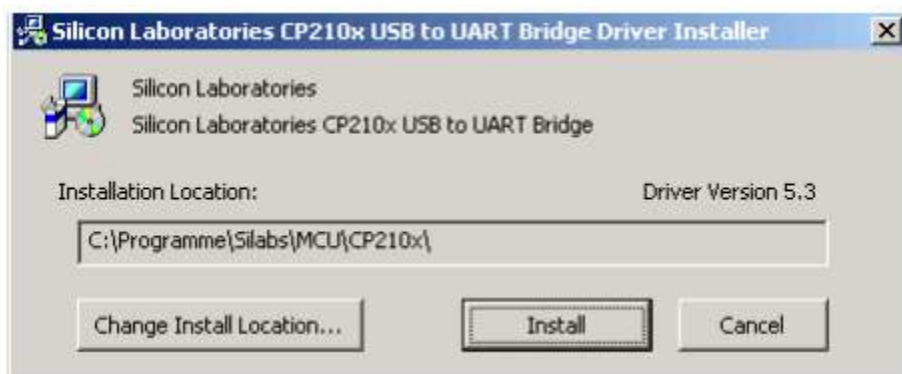 Silicon Laboratories CP210x USB to UART Bridge Driver Installer
Silicon Laboratories
Silicon Laboratories CP210x USB to UART Bridge
Installation Location: Driver Version 5.3
C:\Programme\Silabs\MCU\CP210x\
Change Install Location... Install Cancel